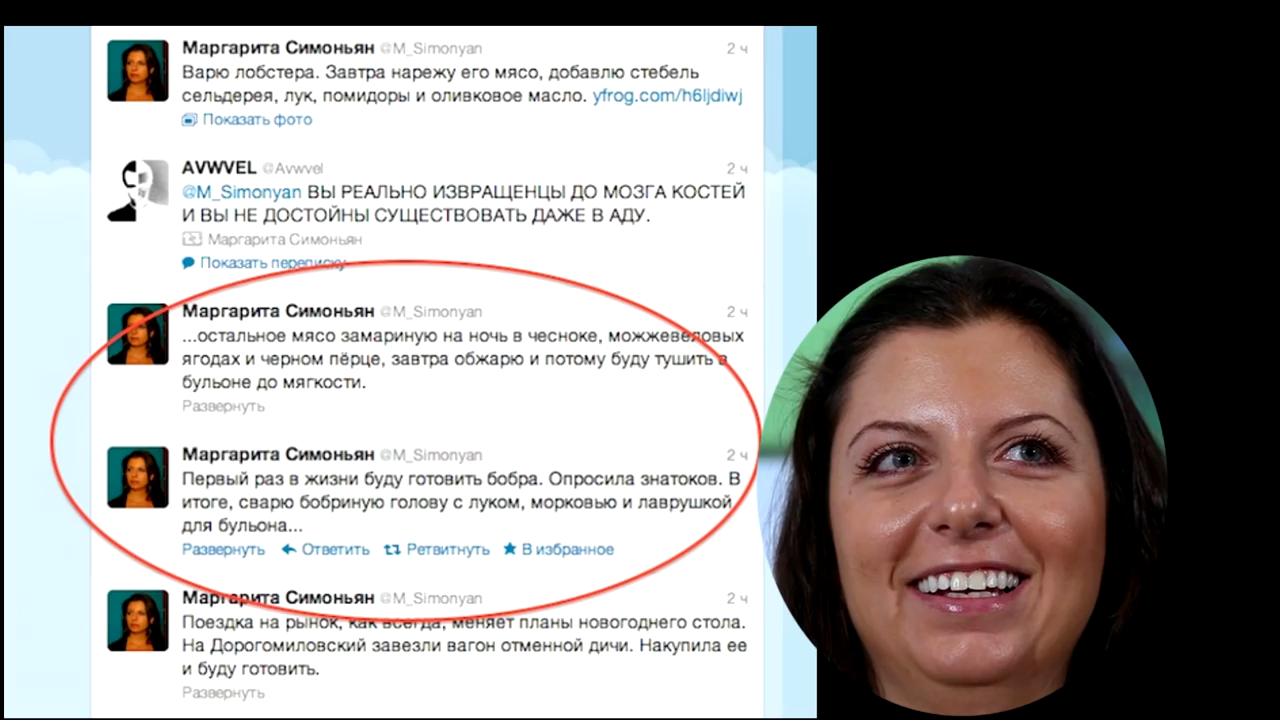 Маргарита Симоньян @M_Simonyan 2 ч
Варю лобстера. Завтра нарежу его мясо, добавлю стебель
сельдерея, лук, помидоры и оливковое масло. yfrog.com/h6ljdiwj
Показать фото
AVWVEL @Avwvel 2 ч
@M_Simonyan ВЫ РЕАЛЬНО ИЗВРАЩЕНЦЫ ДО МОЗГА КОСТЕЙ
И ВЫ НЕ ДОСТОЙНЫ СУЩЕСТВОВАТЬ ДАЖЕ В АДУ.
Маргарита Симоньян
Показать переписку
Маргарита Симоньян @M_Simonyan 2 ч
...остальное мясо замариную на ночь в чесноке, можжевеловых
ягодах и черном пёрце, завтра обжарю и потому буду тушить в
бульоне до мягкости.
Развернуть
Маргарита Симоньян @M_Simonyan 2 ч
Первый раз в жизни буду готовить бобра. Опросила знатоков. В
итоге, сварю бобриную голову с луком, морковью и лаврушкой
для бульона...
Развернуть Ответить Ретвитнуть В избранное
Маргарита Симоньян @M_Simonyan 2 ч
Поездка на рынок, как всегда, меняет планы новогоднего стола.
На Дорогомиловский завезли вагон отменной дичи. Накупила ее
и буду готовить.
Развернуть